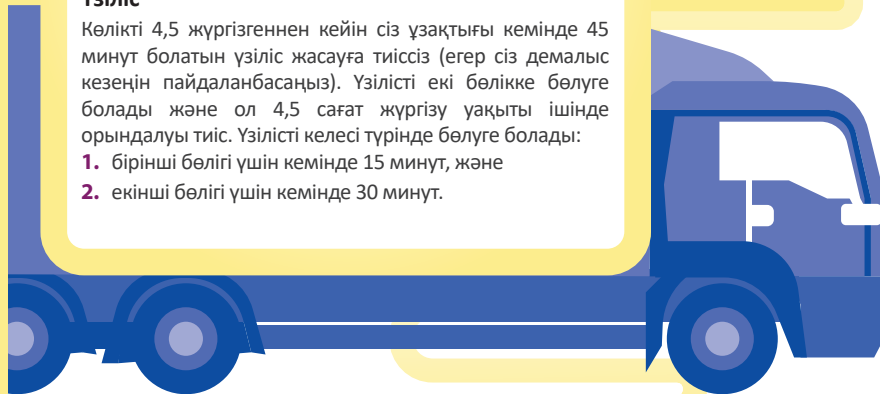 Үзіліс
Көлікті 4,5 жүргізгеннен кейін сіз ұзақтығы кемінде 45
минут болатын үзіліс жасауға тиіссіз (егер сіз демалыс
кезеңін пайдаланбасаңыз). Үзілісті екі бөлікке бөлуге
болады және ол 4,5 сағат жүргізу уақыты ішінде
орындалуы тиіс. Үзілісті келесі түрінде бөлуге болады:
1. бірінші бөлігі үшін кемінде 15 минут, және
2. екінші бөлігі үшін кемінде 30 минут.